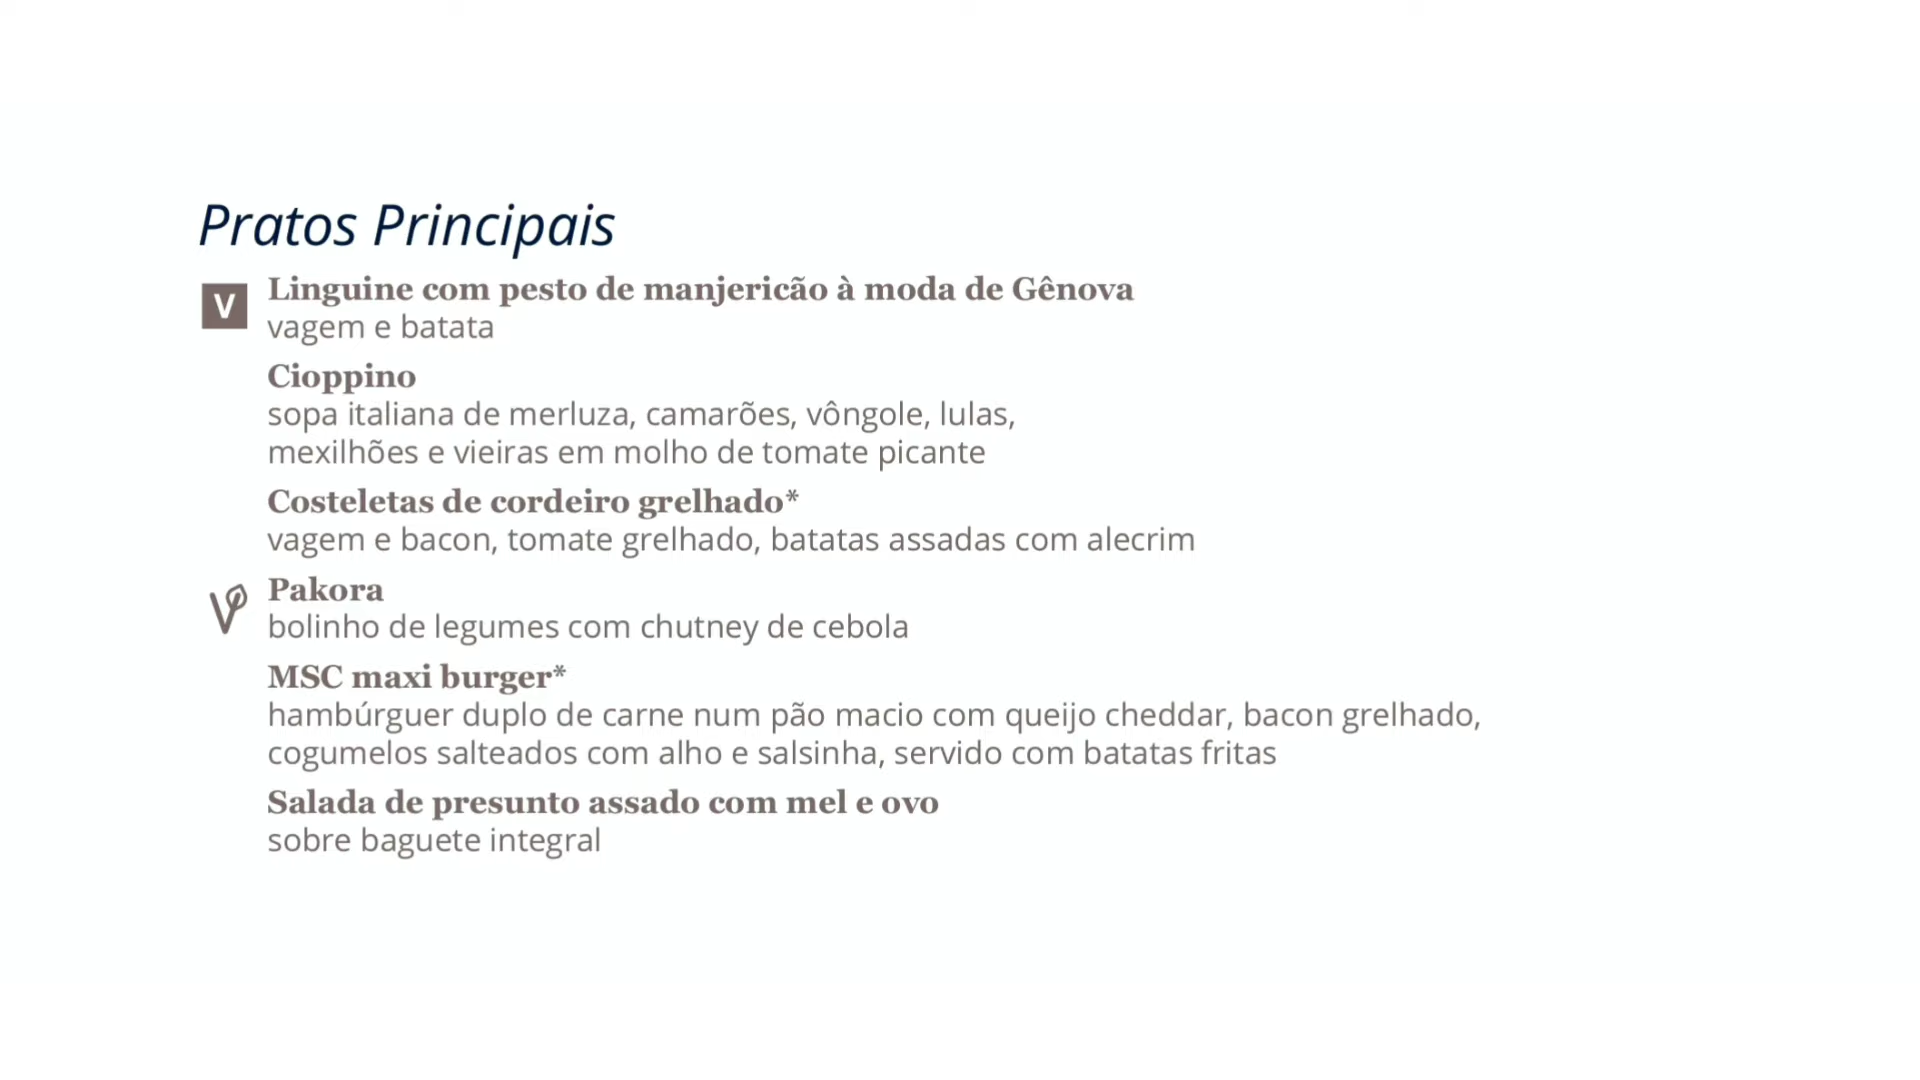 Pratos Principais
V Linguine com pesto de manjericão à moda de Gênova
vagem e batata
Cioppino
sopa italiana de merluza, camarões, vôngole, lulas,
mexilhões e vieiras em molho de tomate picante
Costeletas de cordeiro grelhado*
vagem e bacon, tomate grelhado, batatas assadas com alecrim
Pakora
bolinho de legumes com chutney de cebola
MSC maxi burger*
hambúrguer duplo de carne num pão macio com queijo cheddar, bacon grelhado,
cogumelos salteados com alho e salsinha, servido com batatas fritas
Salada de presunto assado com mel e ovo
sobre baguete integral